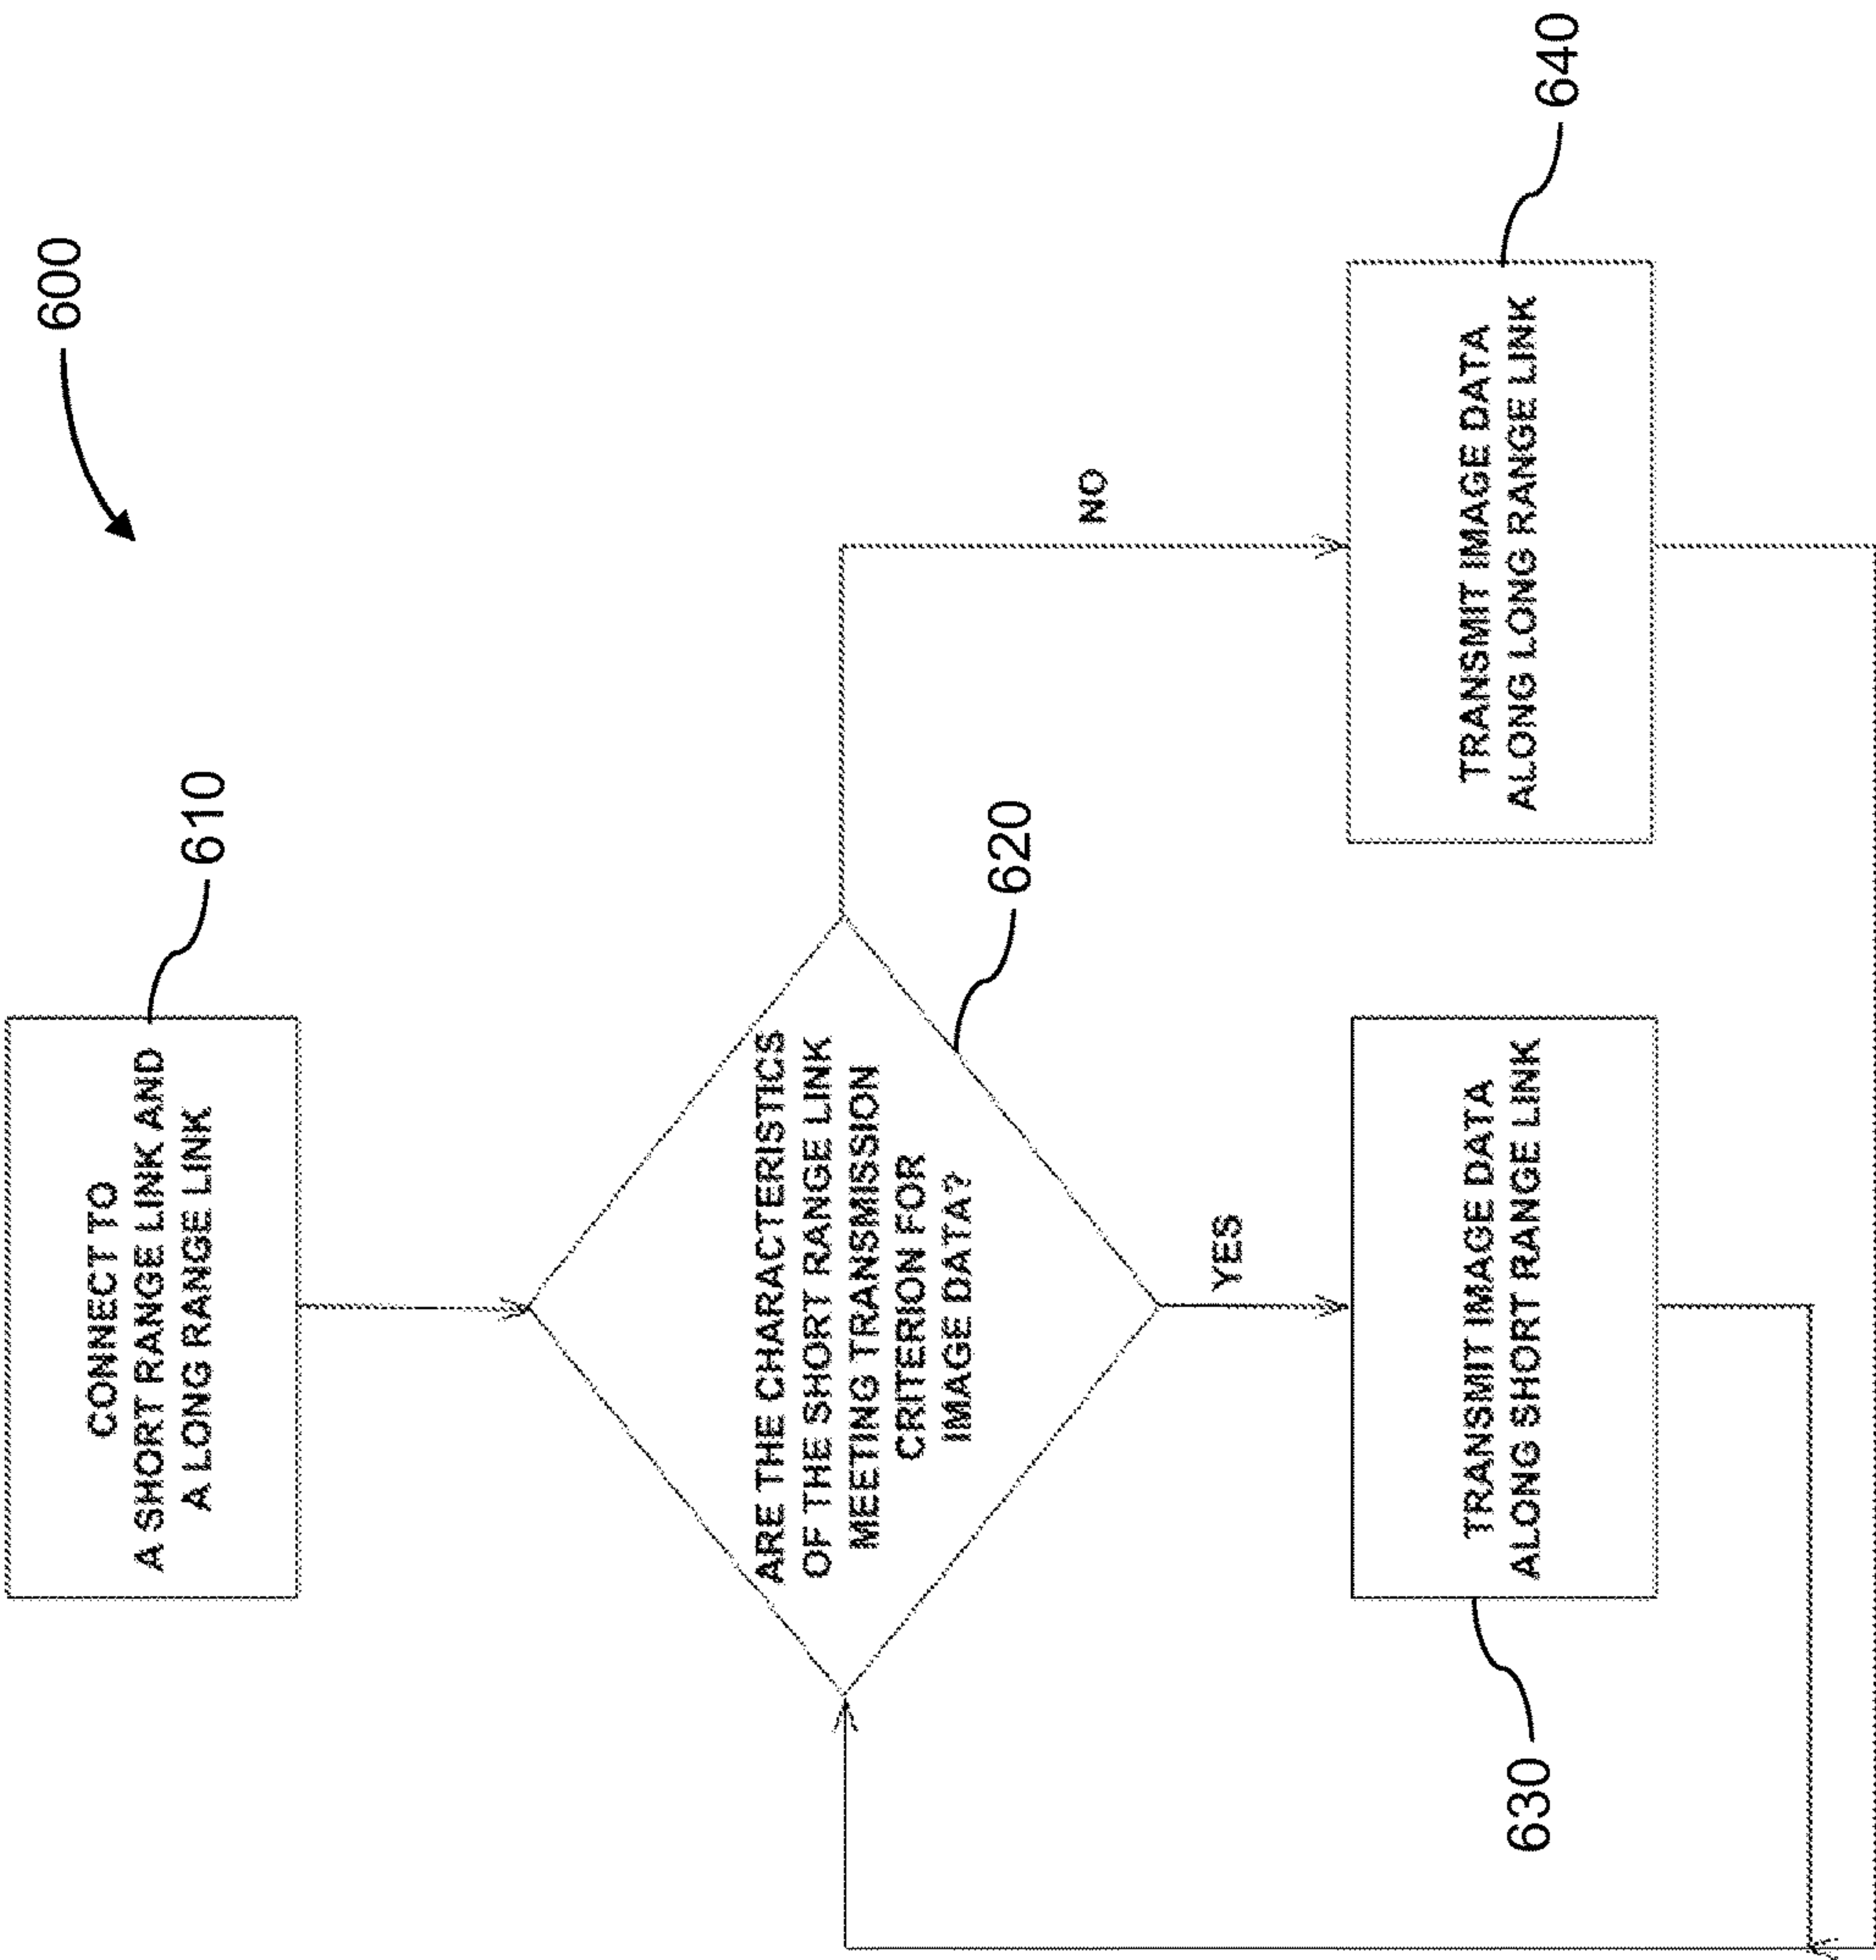 600
CONNECT TO
A SHORT RANGE LINK AND
A LONG RANGE LINK
610
ARE THE CHARACTERISTICS
OF THE SHORT RANGE LINK
MEETING TRANSMISSION
CRITERION FOR
IMAGE DATA?
620
NO
YES
TRANSMIT IMAGE DATA
ALONG SHORT RANGE LINK
630
TRANSMIT IMAGE DATA
ALONG LONG RANGE LINK
640